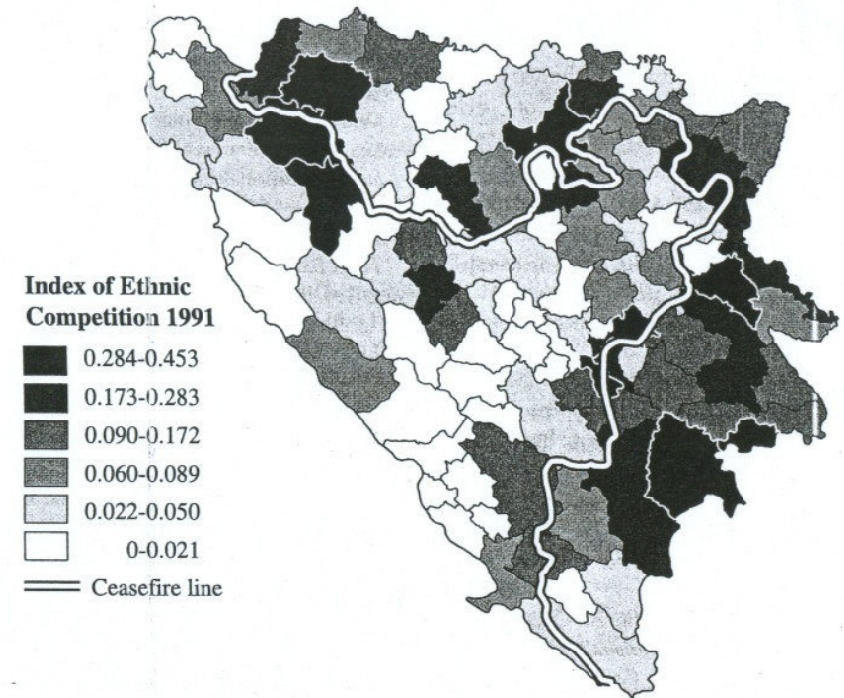 Index of Ethnic
Competition 1991
0.284-0.453
0.173-0.283
0.090-0.172
0.060-0.089
0.022-0.050
0-0.021
Ceasefire line